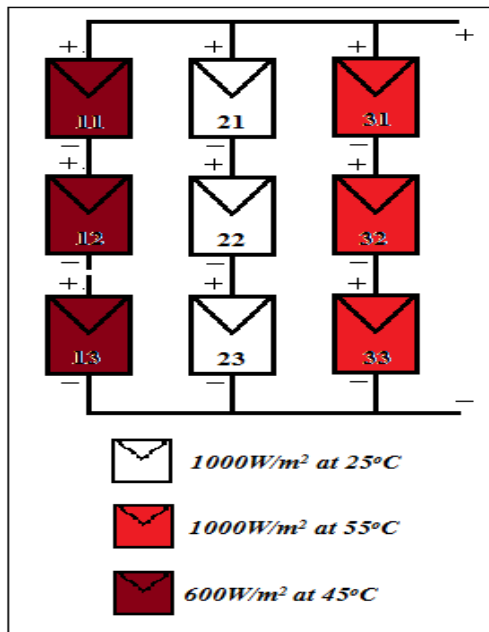 + + + +
11 21 31
− − −
+ + +
12 22 32
− − −
+ + +
13 23 33
− − − −
1000W/m² at 25°C
1000W/m² at 55°C
600W/m² at 45°C